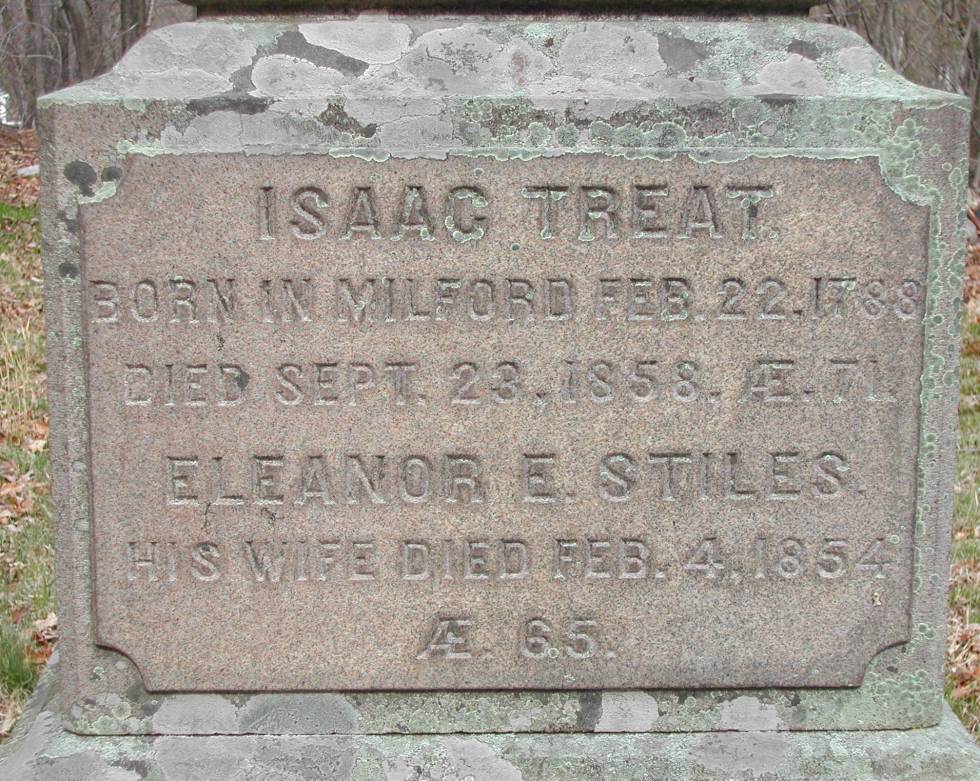 ISAAC TREAT.
BORN IN MILFORD FEB. 22. 1788
DIED SEPT. 23, 1858. Æ. 71.
ELEANOR E. STILES.
HIS WIFE DIED FEB. 4, 1854
Æ. 65.